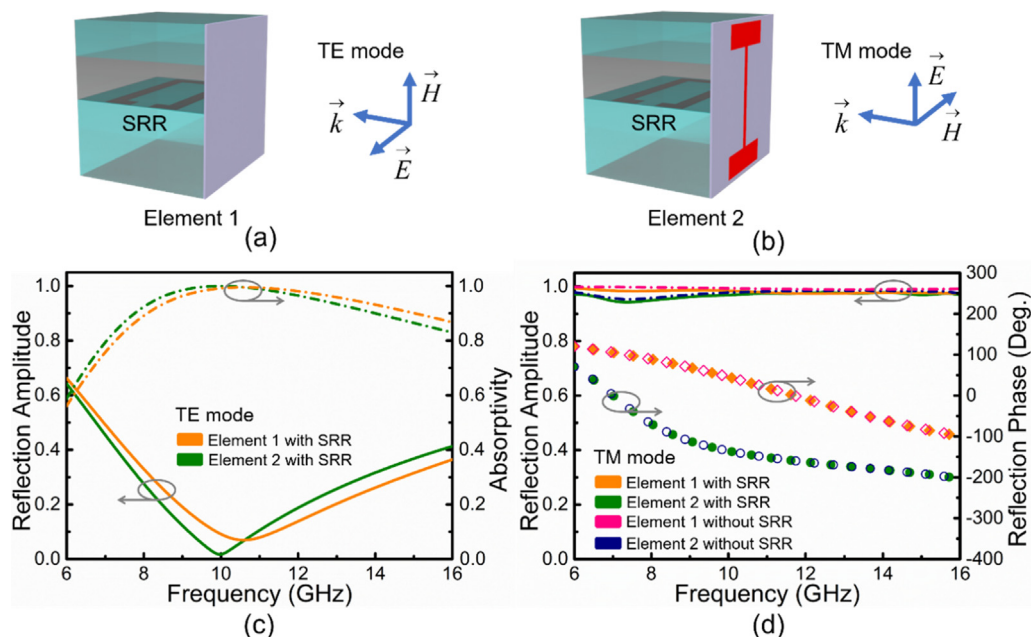 TE mode
H
k
E
SRR
Element 1
(a)
TM mode
E
k
H
SRR
Element 2
(b)
Reflection Amplitude
1.0
0.8
0.6
0.4
0.2
0.0
TE mode
Element 1 with SRR
Element 2 with SRR
1.0
0.8
0.6
0.4
0.2
0.0
Absorptivity
6 8 10 12 14 16
Frequency (GHz)
(c)
Reflection Amplitude
1.0
0.8
0.6
0.4
0.2
0.0
TM mode
Element 1 with SRR
Element 2 with SRR
Element 1 without SRR
Element 2 without SRR
300
200
100
0
-100
-200
-300
-400
Reflection Phase (Deg.)
6 8 10 12 14 16
Frequency (GHz)
(d)